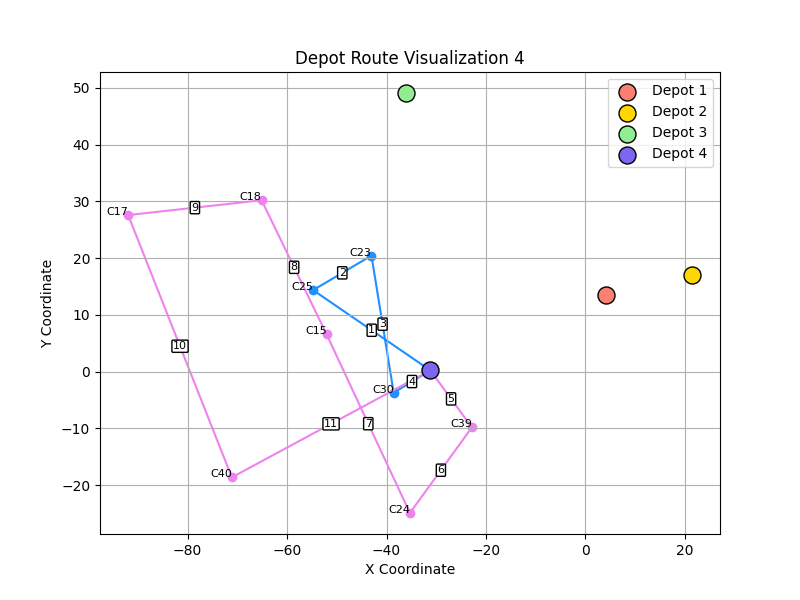 Depot Route Visualization 4
Depot 1
Depot 2
Depot 3
Depot 4
50
40
30
20
10
0
−10
−20
Y Coordinate
C17
9
C18
8
C23
2
C25
C15
1
3
10
C30
4
5
11
7
C39
6
C40
C24
−80
−60
−40
−20
0
20
X Coordinate